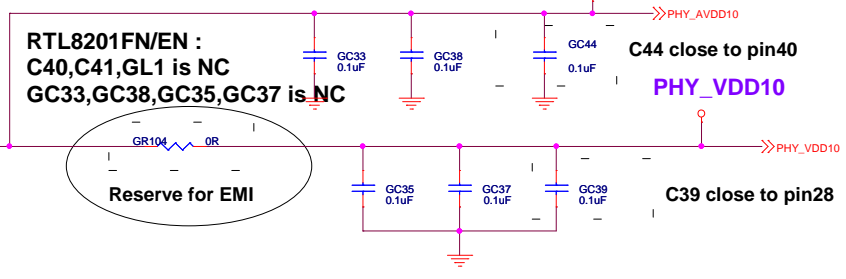 PHY_AVDD10
RTL8201FN/EN :
C40,C41,GL1 is NC
GC33,GC38,GC35,GC37 is NC
GC33
0.1uF
GC38
0.1uF
GC44
0.1uF
C44 close to pin40
PHY_VDD10
GR104
0R
PHY_VDD10
Reserve for EMI
GC35
0.1uF
GC37
0.1uF
GC39
0.1uF
C39 close to pin28